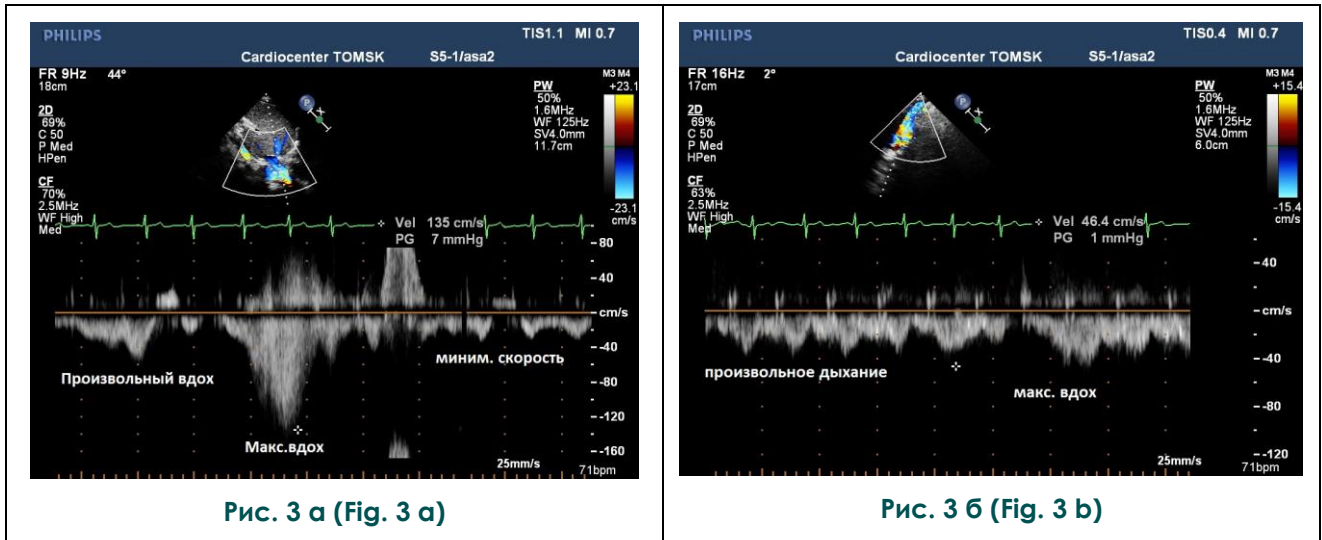 PHILIPS
TIS1.1 MI 0.7
Cardiocenter TOMSK S5-1/asa2
FR 9Hz 44°
18cm
2D
69%
C 50
P Med
HPen
CF
70%
2.5MHz
WF High
Med
PW
50%
1.6MHz
WF 125Hz
SV4.0mm
11.7cm
M3 M4
+23.1
-23.1
cm/s
P
Vel 135 cm/s
PG 7 mmHg
80
40
cm/s
-40
-80
-120
-160
Произвольный вдох
Макс.вдох
миним. скорость
25mm/s
71bpm
Рис. 3 а (Fig. 3 a)
PHILIPS
TIS0.4 MI 0.7
Cardiocenter TOMSK S5-1/asa2
FR 16Hz 2°
17cm
2D
69%
C 50
P Med
HPen
CF
63%
2.5MHz
WF High
Med
PW
50%
1.6MHz
WF 125Hz
SV4.0mm
6.0cm
M3 M4
+15.4
-15.4
cm/s
P
Vel 46.4 cm/s
PG 1 mmHg
40
cm/s
-40
-80
-120
произвольное дыхание
макс. вдох
25mm/s
71bpm
Рис. 3 б (Fig. 3 b)